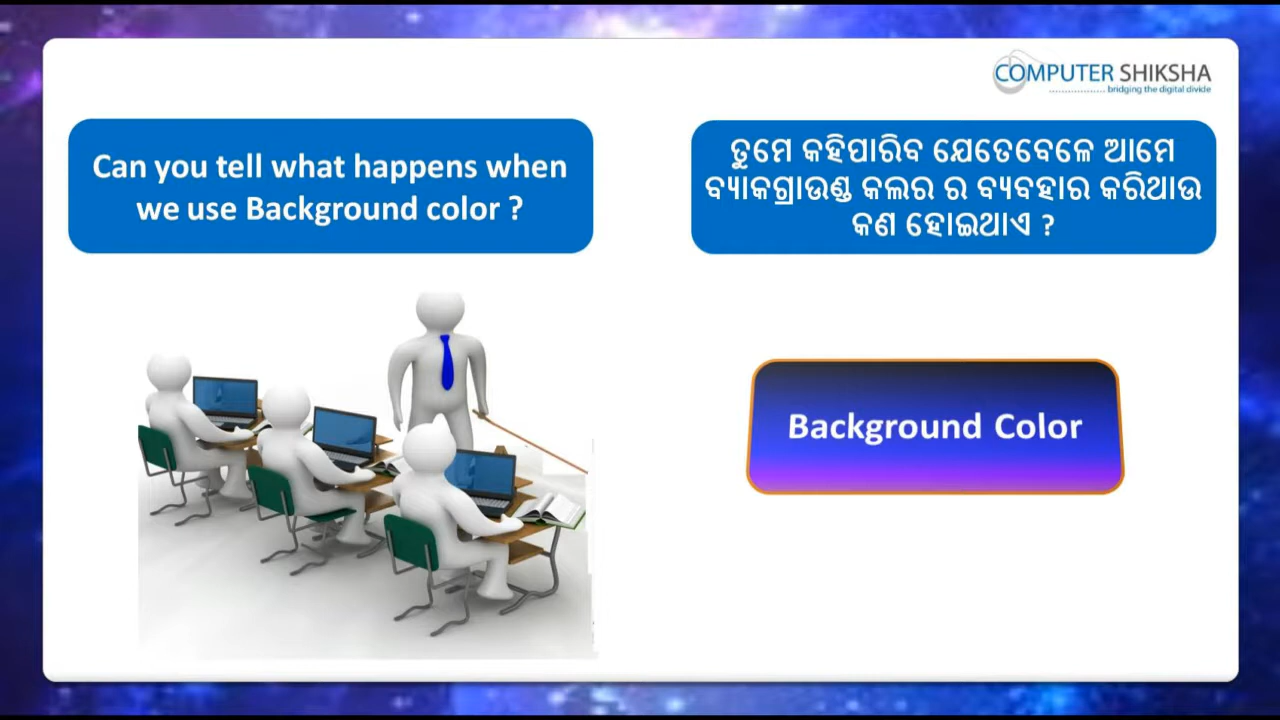 COMPUTER SHIKSHA
bridging the digital divide
Can you tell what happens when
we use Background color ?
ତୁମେ କହିପାରିବ ଯେତେବେଳେ ଆମେ
ବ୍ୟାକଗ୍ରାଉଣ୍ଡ କଲର ର ବ୍ୟବହାର କରିଥାଉ
କଣ ହୋଇଥାଏ ?
Background Color